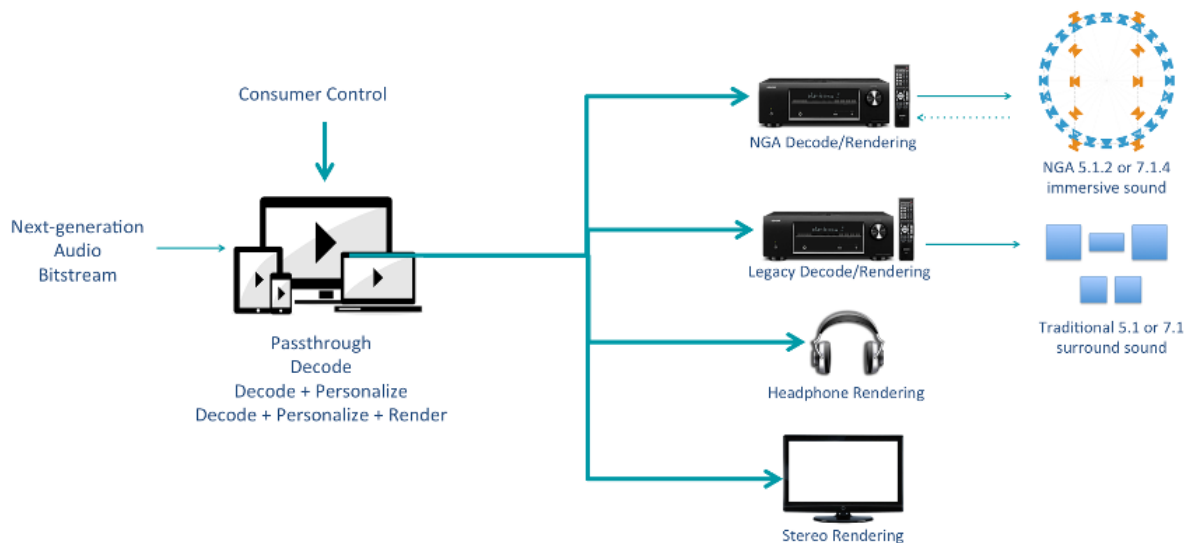 Consumer Control
Next-generation
Audio
Bitstream
Passthrough
Decode
Decode + Personalize
Decode + Personalize + Render
NGA Decode/Rendering
NGA 5.1.2 or 7.1.4
immersive sound
Legacy Decode/Rendering
Traditional 5.1 or 7.1
surround sound
Headphone Rendering
Stereo Rendering